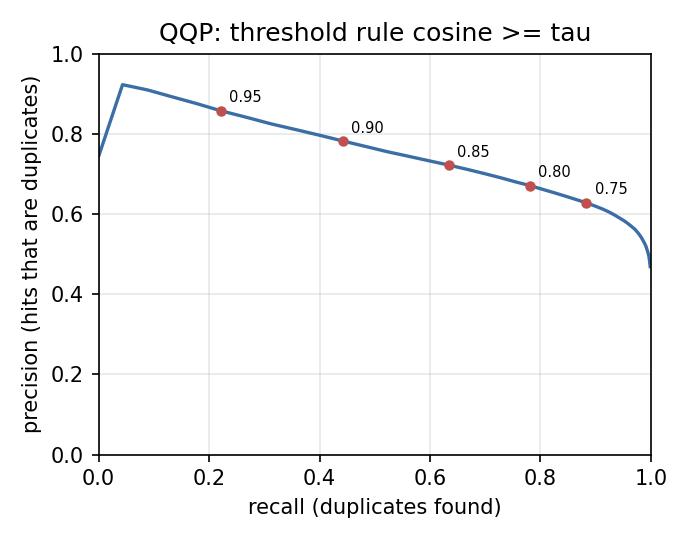 QQP: threshold rule cosine >= tau
precision (hits that are duplicates)
1.0
0.8
0.6
0.4
0.2
0.0
0.95
0.90
0.85
0.80
0.75
0.0 0.2 0.4 0.6 0.8 1.0
recall (duplicates found)